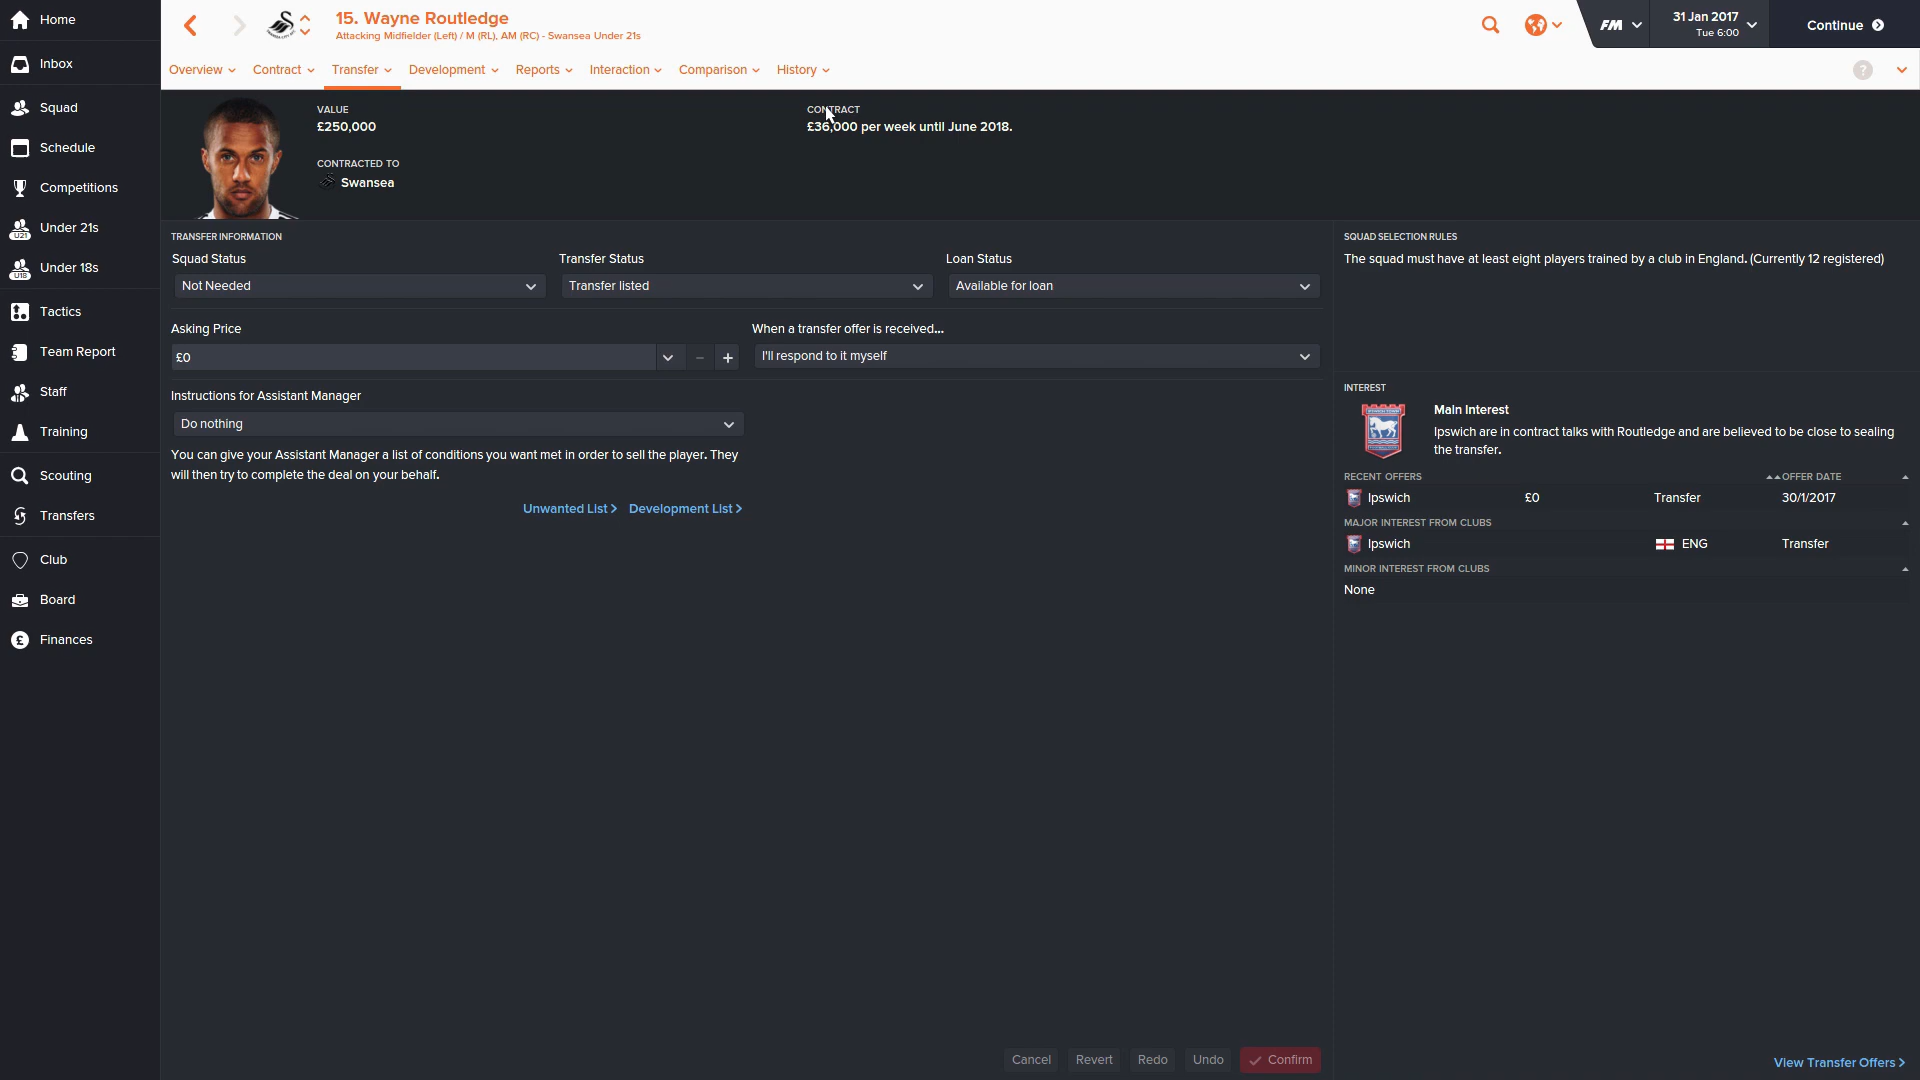 Home
Inbox
Squad
Schedule
Competitions
Under 21s
Under 18s
Tactics
Team Report
Staff
Training
Scouting
Transfers
Club
Board
Finances
15. Wayne Routledge
Attacking Midfielder (Left) / M (RL), AM (RC) - Swansea Under 21s
FM
31 Jan 2017
Tue 6:00
Continue
Overview Contract Transfer Development Reports Interaction Comparison History
?
VALUE
£250,000
CONTRACTED TO
Swansea
CONTRACT
£36,000 per week until June 2018.
TRANSFER INFORMATION
Squad Status Transfer Status Loan Status
Not Needed Transfer listed Available for loan
Asking Price When a transfer offer is received...
£0 - + I'll respond to it myself
Instructions for Assistant Manager
Do nothing
You can give your Assistant Manager a list of conditions you want met in order to sell the player. They
will then try to complete the deal on your behalf.
Unwanted List > Development List >
SQUAD SELECTION RULES
The squad must have at least eight players trained by a club in England. (Currently 12 registered)
INTEREST
Main Interest
Ipswich are in contract talks with Routledge and are believed to be close to sealing
the transfer.
RECENT OFFERS OFFER DATE
Ipswich £0 Transfer 30/1/2017
MAJOR INTEREST FROM CLUBS
Ipswich ENG Transfer
MINOR INTEREST FROM CLUBS
None
Cancel Revert Redo Undo Confirm
View Transfer Offers >